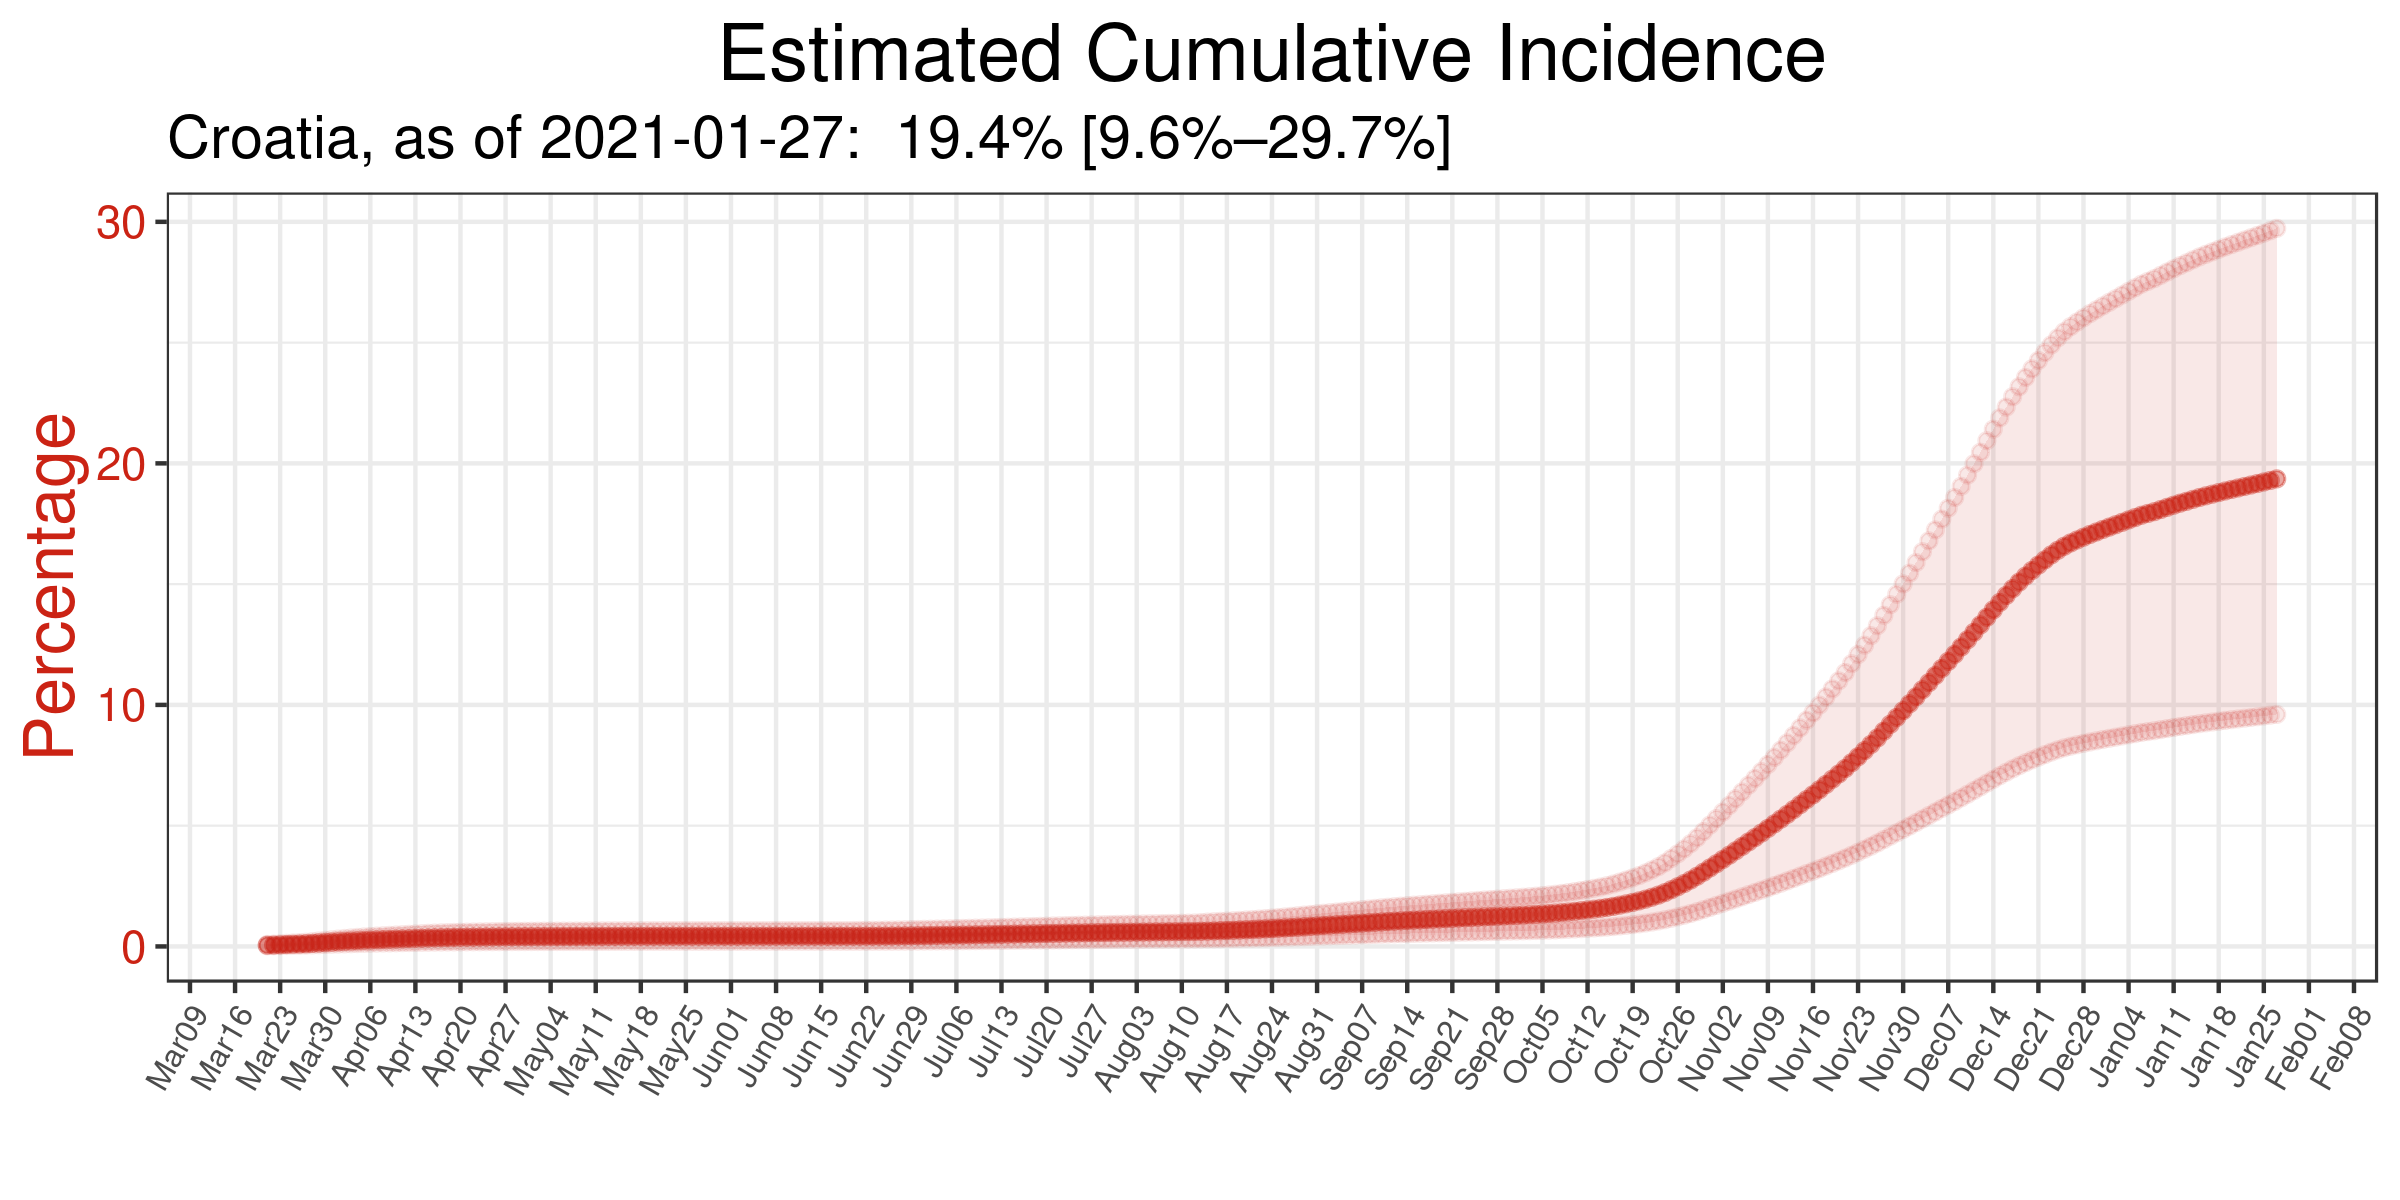 Estimated Cumulative Incidence
Croatia, as of 2021-01-27:  19.4% [9.6%–29.7%]
Percentage
30
20
10
0
Mar09
Mar16
Mar23
Mar30
Apr06
Apr13
Apr20
Apr27
May04
May11
May18
May25
Jun01
Jun08
Jun15
Jun22
Jun29
Jul06
Jul13
Jul20
Jul27
Aug03
Aug10
Aug17
Aug24
Aug31
Sep07
Sep14
Sep21
Sep28
Oct05
Oct12
Oct19
Oct26
Nov02
Nov09
Nov16
Nov23
Nov30
Dec07
Dec14
Dec21
Dec28
Jan04
Jan11
Jan18
Jan25
Feb01
Feb08